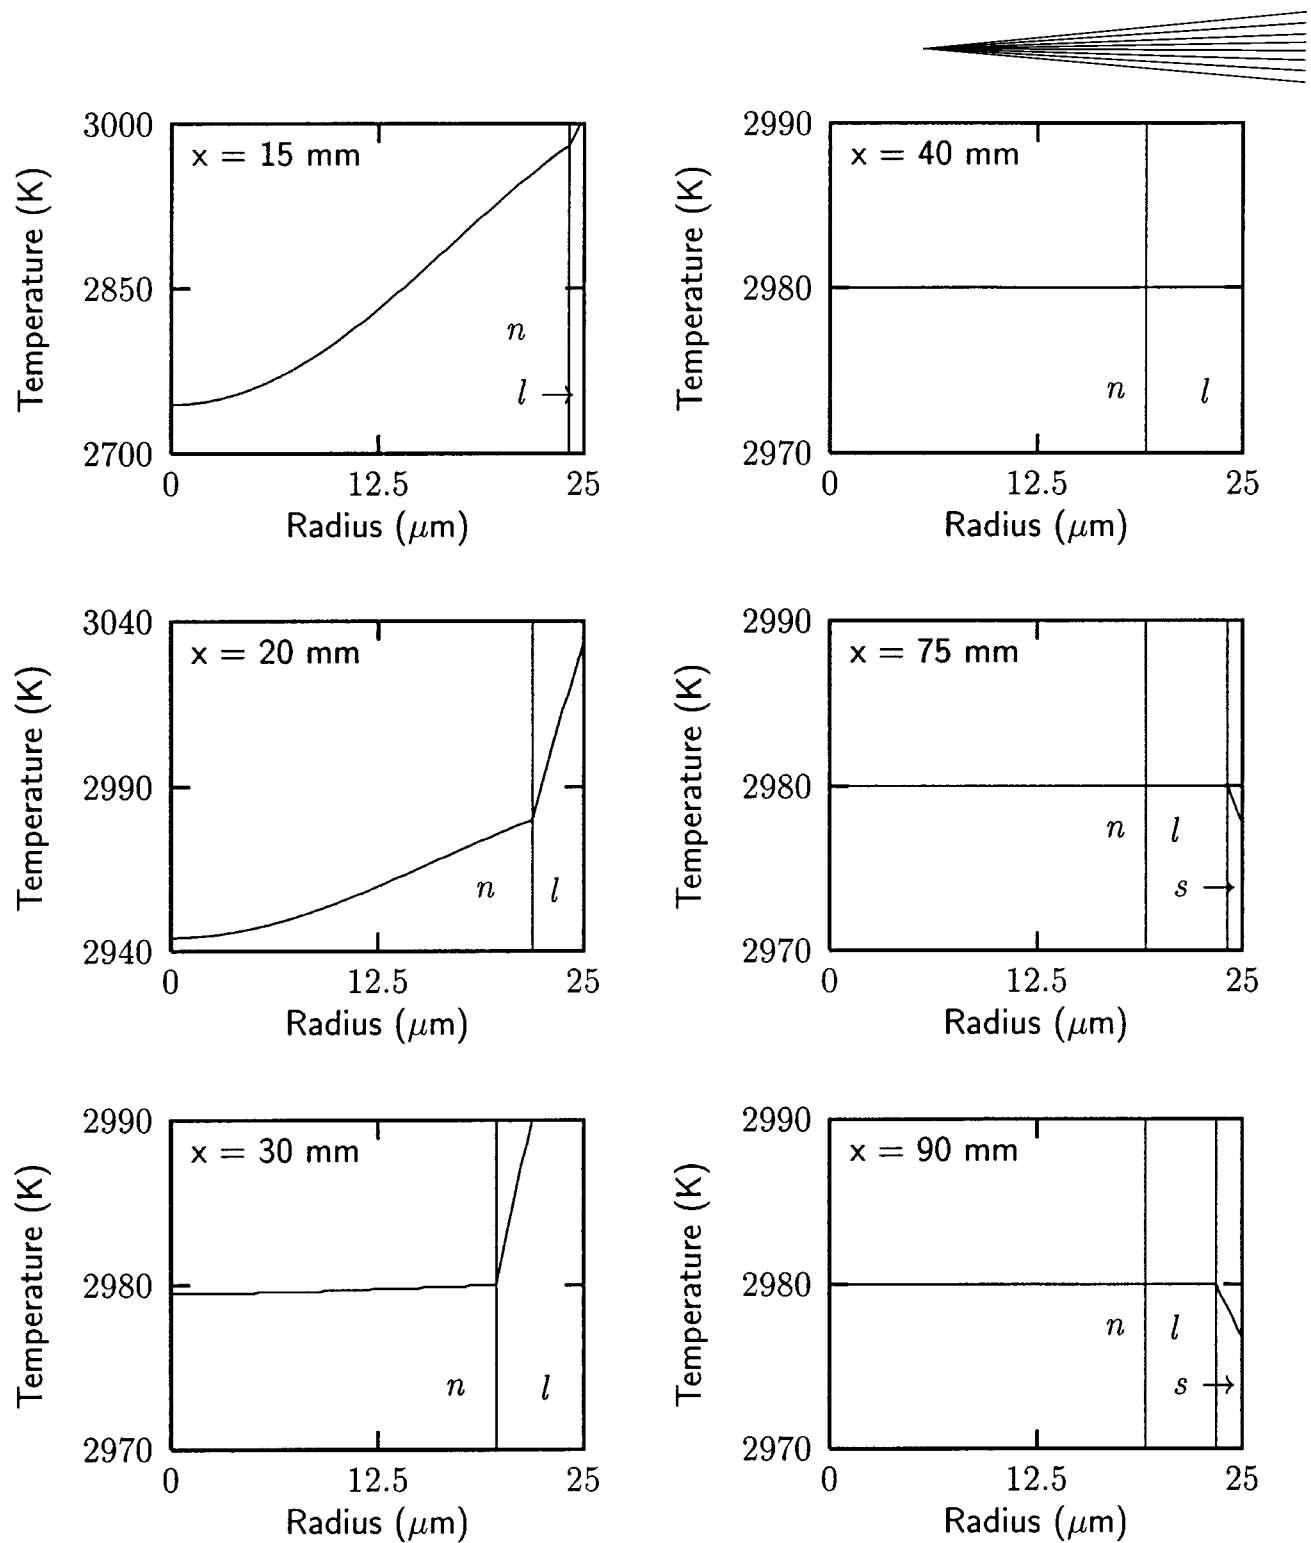 3000
x = 15 mm
2850
n
l
2700
0
12.5
25
Radius (μm)
Temperature (K)
2990
x = 40 mm
2980
n
l
2970
0
12.5
25
Radius (μm)
Temperature (K)
3040
x = 20 mm
2990
n
l
2940
0
12.5
25
Radius (μm)
Temperature (K)
2990
x = 75 mm
2980
n
l
s
2970
0
12.5
25
Radius (μm)
Temperature (K)
2990
x = 30 mm
2980
n
l
2970
0
12.5
25
Radius (μm)
Temperature (K)
2990
x = 90 mm
2980
n
l
s
2970
0
12.5
25
Radius (μm)
Temperature (K)